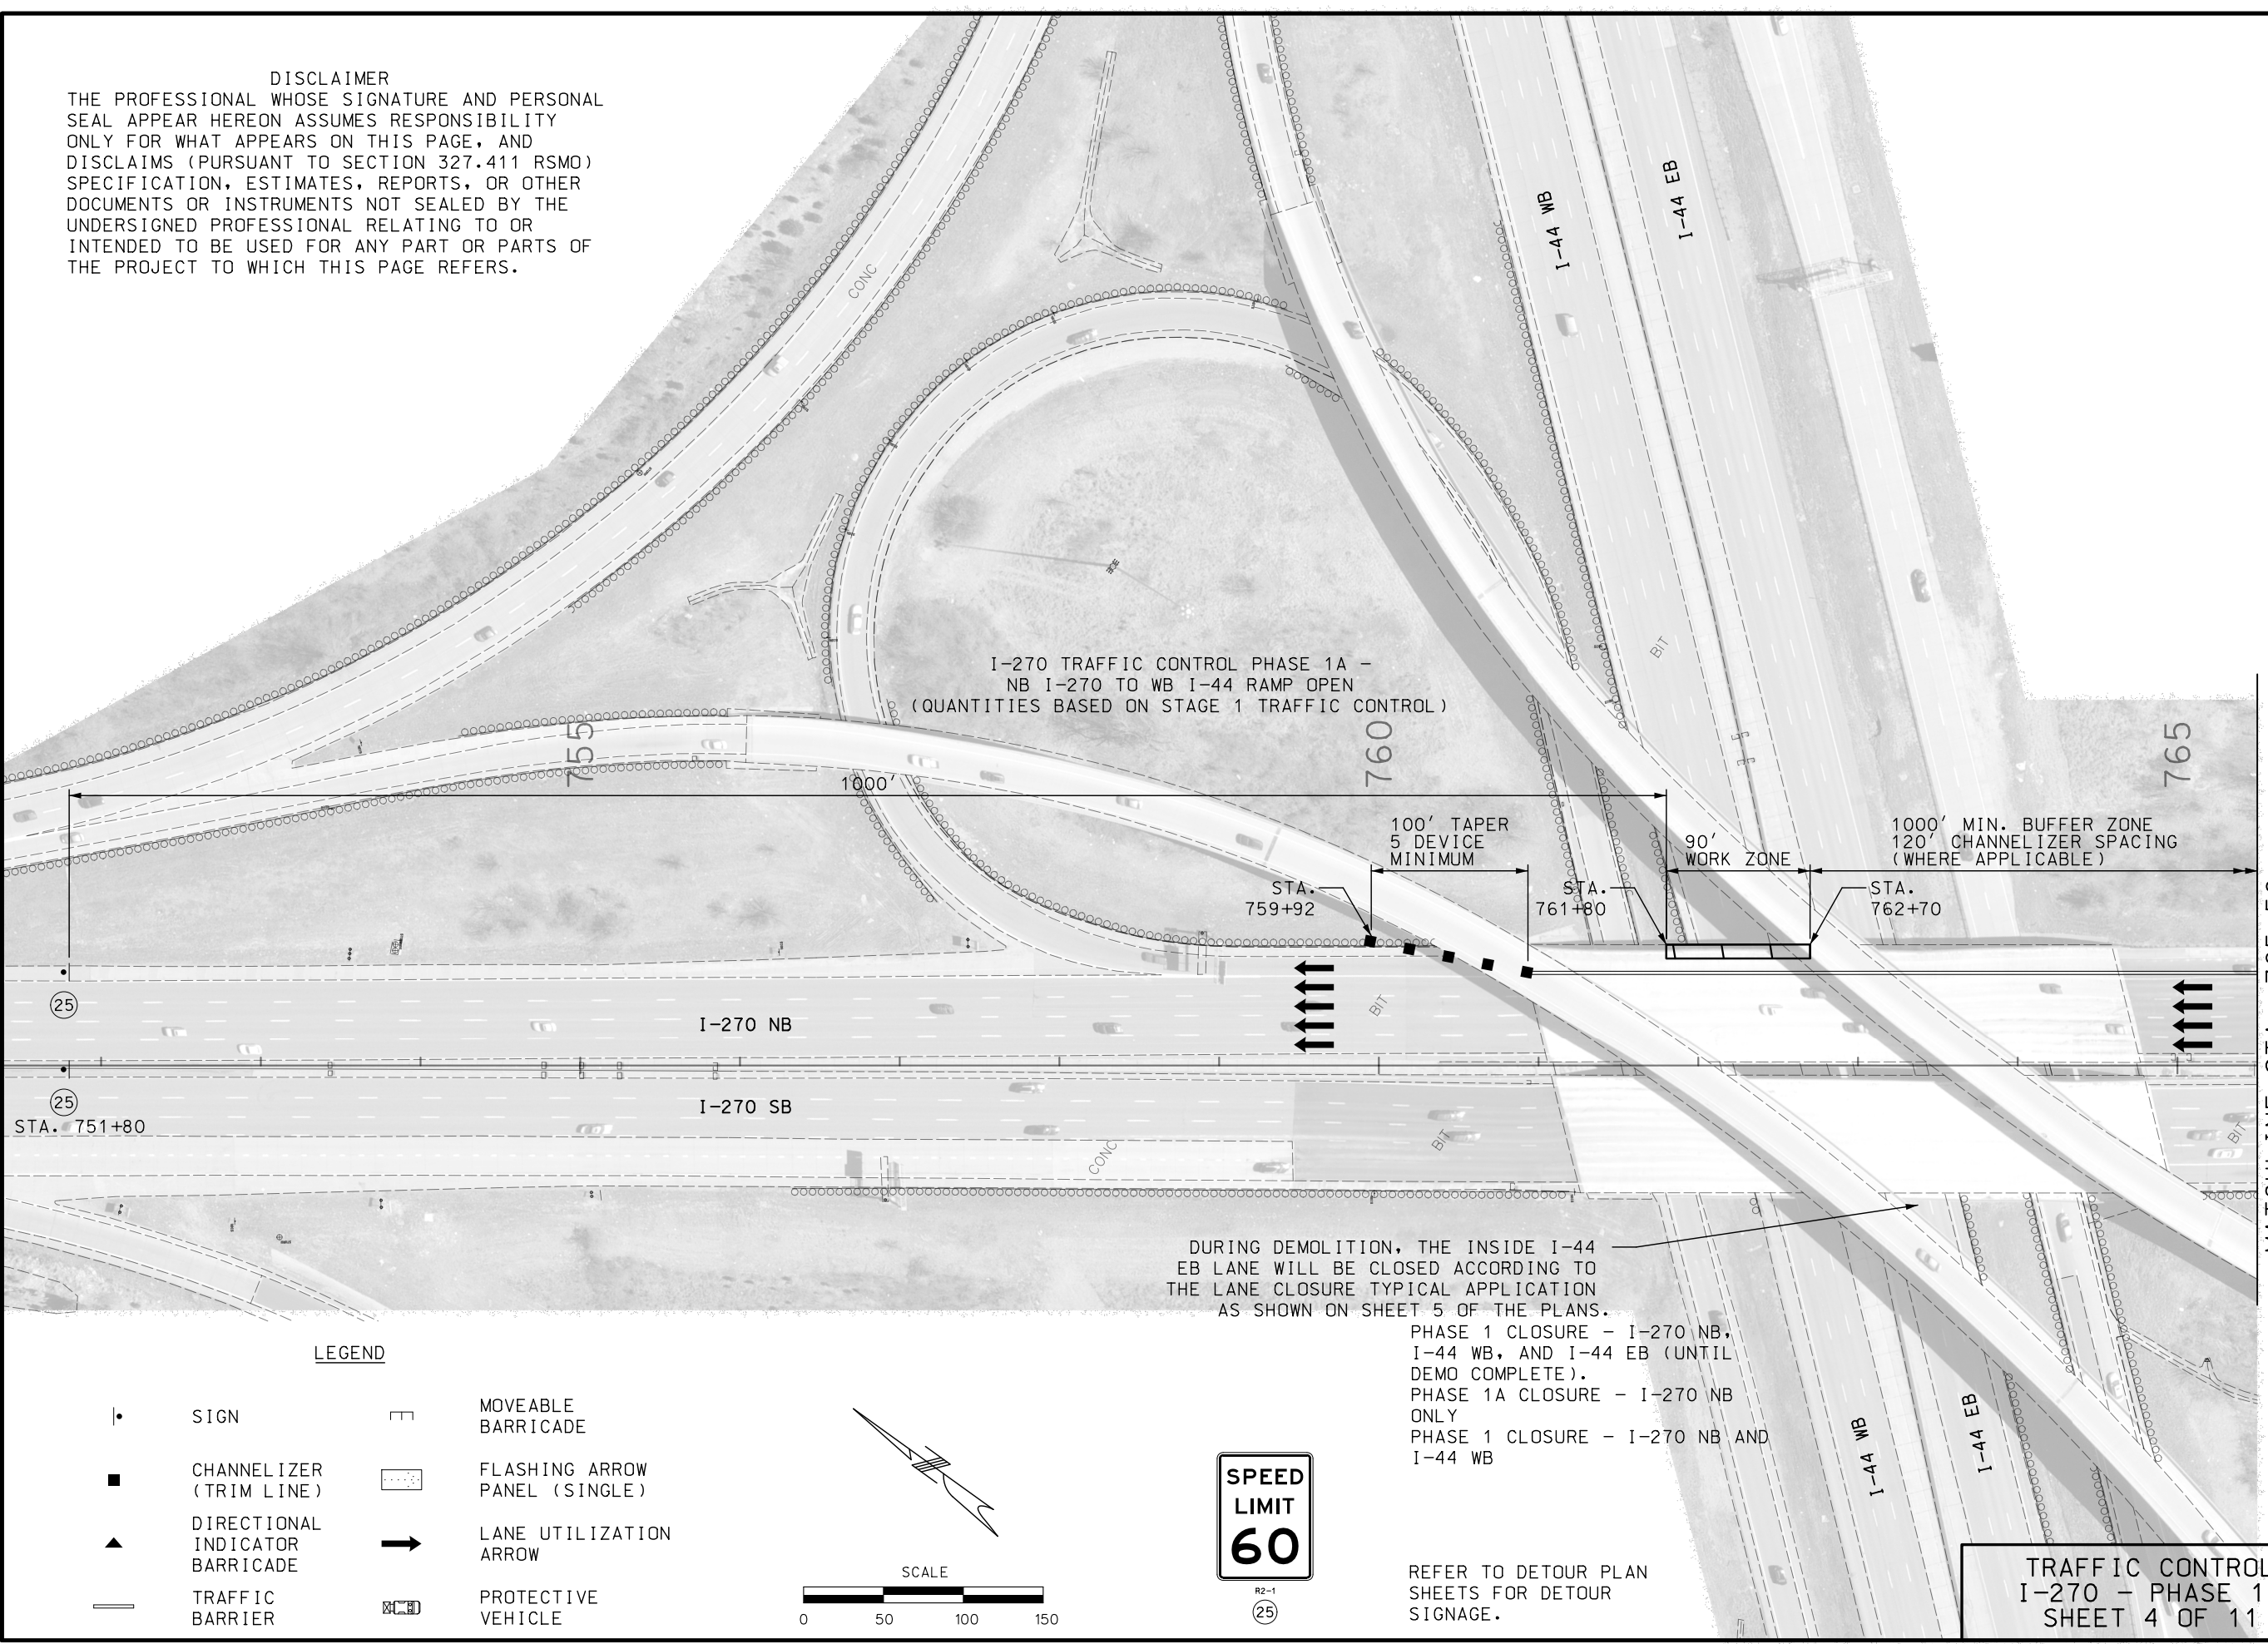 DISCLAIMER
THE PROFESSIONAL WHOSE SIGNATURE AND PERSONAL
SEAL APPEAR HEREON ASSUMES RESPONSIBILITY
ONLY FOR WHAT APPEARS ON THIS PAGE, AND
DISCLAIMS (PURSUANT TO SECTION 327.411 RSMO)
SPECIFICATION, ESTIMATES, REPORTS, OR OTHER
DOCUMENTS OR INSTRUMENTS NOT SEALED BY THE
UNDERSIGNED PROFESSIONAL RELATING TO OR
INTENDED TO BE USED FOR ANY PART OR PARTS OF
THE PROJECT TO WHICH THIS PAGE REFERS.
CONC
I-44 WB
I-44 EB
BIT
I-270 TRAFFIC CONTROL PHASE 1A -
NB I-270 TO WB I-44 RAMP OPEN
(QUANTITIES BASED ON STAGE 1 TRAFFIC CONTROL)
755
760
765
1000'
100' TAPER
5 DEVICE
MINIMUM
90'
WORK ZONE
1000' MIN. BUFFER ZONE
120' CHANNELIZER SPACING
(WHERE APPLICABLE)
STA.
759+92
STA.
761+80
STA.
762+70
25
I-270 NB
BIT
25
I-270 SB
STA. 751+80
CONC
BIT
BIT
DURING DEMOLITION, THE INSIDE I-44
EB LANE WILL BE CLOSED ACCORDING TO
THE LANE CLOSURE TYPICAL APPLICATION
AS SHOWN ON SHEET 5 OF THE PLANS.
PHASE 1 CLOSURE - I-270 NB,
I-44 WB, AND I-44 EB (UNTIL
DEMO COMPLETE).
PHASE 1A CLOSURE - I-270 NB
ONLY
PHASE 1 CLOSURE - I-270 NB AND
I-44 WB
I-44 WB
I-44 EB
LEGEND
SIGN
MOVEABLE
BARRICADE
CHANNELIZER
(TRIM LINE)
FLASHING ARROW
PANEL (SINGLE)
DIRECTIONAL
INDICATOR
BARRICADE
LANE UTILIZATION
ARROW
TRAFFIC
BARRIER
PROTECTIVE
VEHICLE
SCALE
0 50 100 150
SPEED
LIMIT
60
R2-1
25
REFER TO DETOUR PLAN
SHEETS FOR DETOUR
SIGNAGE.
TRAFFIC CONTROL
I-270 - PHASE 1
SHEET 4 OF 11